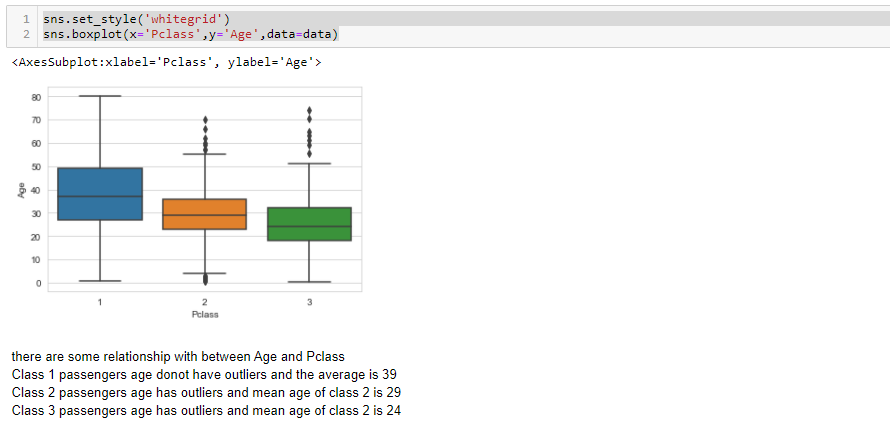 1 sns.set_style('whitegrid')
2 sns.boxplot(x='Pclass',y='Age',data=data)
<AxesSubplot:xlabel='Pclass', ylabel='Age'>
80
70
60
50
40
30
20
10
0
Age
1 2 3
Pclass
there are some relationship with between Age and Pclass
Class 1 passengers age donot have outliers and the average is 39
Class 2 passengers age has outliers and mean age of class 2 is 29
Class 3 passengers age has outliers and mean age of class 2 is 24